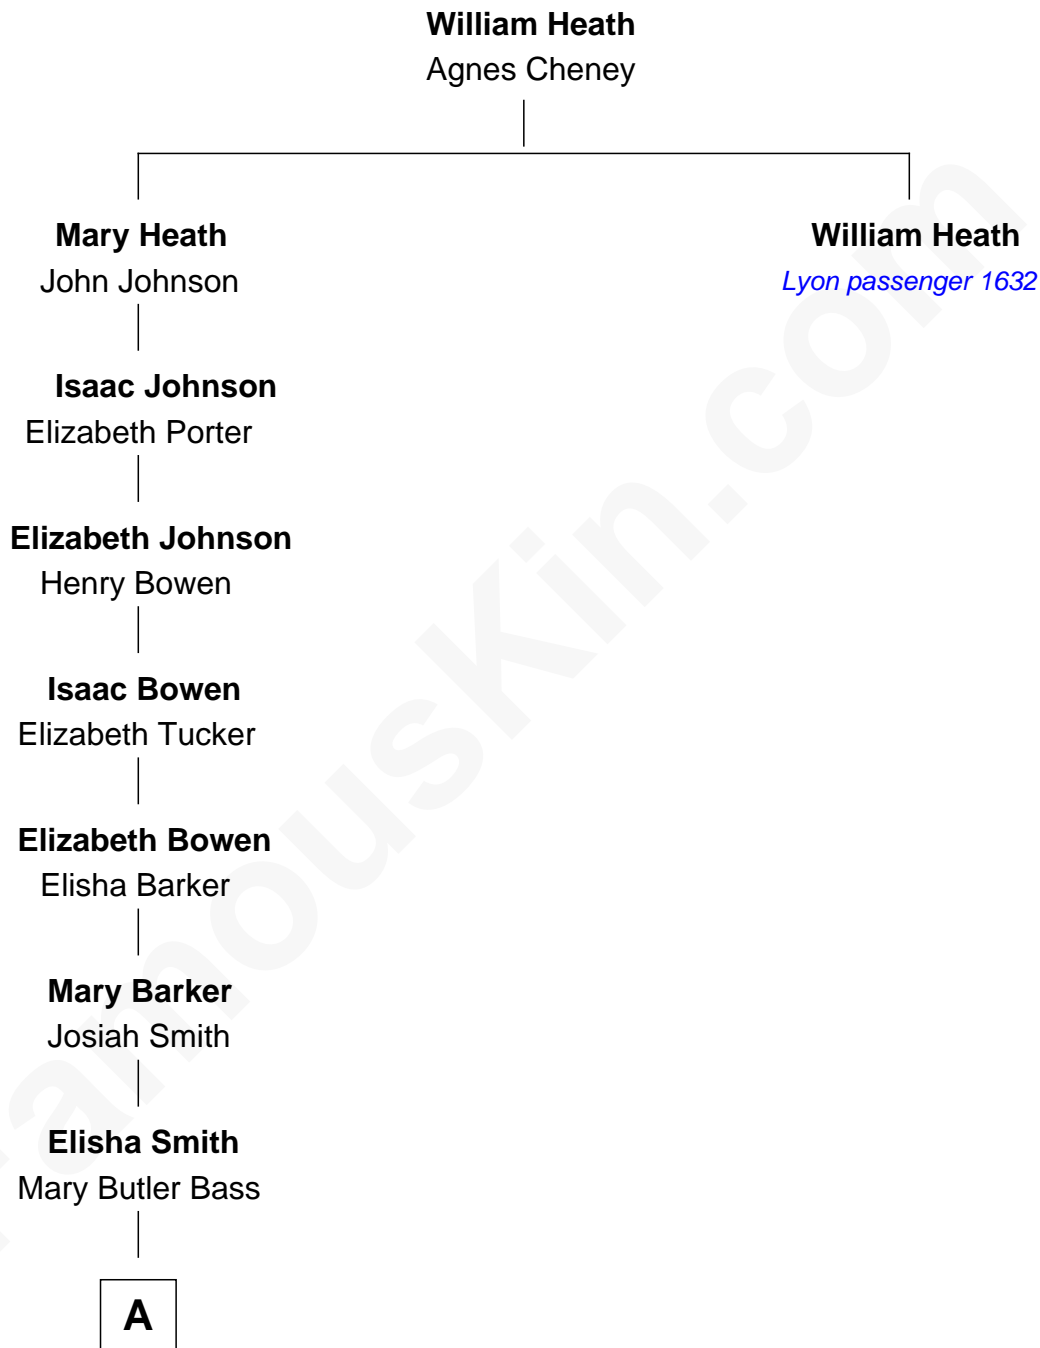 William Heath
Agnes Cheney
Mary Heath
John Johnson
William Heath
Lyon passenger 1632
Isaac Johnson
Elizabeth Porter
Elizabeth Johnson
Henry Bowen
Isaac Bowen
Elizabeth Tucker
Elizabeth Bowen
Elisha Barker
Mary Barker
Josiah Smith
Elisha Smith
Mary Butler Bass
A
FamousKin.com